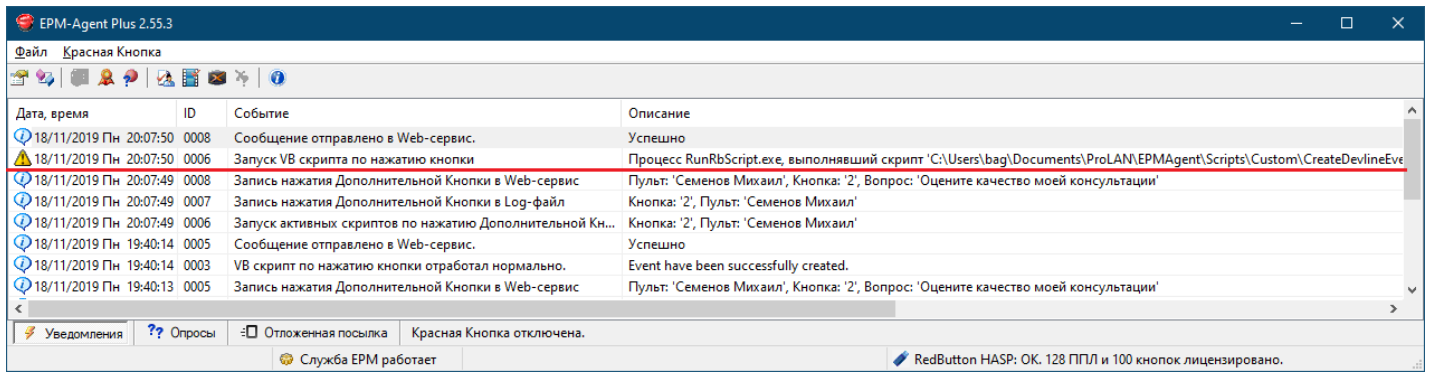 EPM-Agent Plus 2.55.3
Файл Красная Кнопка
Дата, время ID Событие Описание
18/11/2019 Пн 20:07:50 0008 Сообщение отправлено в Web-сервис. Успешно
18/11/2019 Пн 20:07:50 0006 Запуск VB скрипта по нажатию кнопки Процесс RunRbScript.exe, выполнявший скрипт 'C:\Users\bag\Documents\ProLAN\EPMAgent\Scripts\Custom\CreateDevlineEve
18/11/2019 Пн 20:07:49 0008 Запись нажатия Дополнительной Кнопки в Web-сервис Пульт: 'Семенов Михаил', Кнопка: '2', Вопрос: 'Оцените качество моей консультации'
18/11/2019 Пн 20:07:49 0007 Запись нажатия Дополнительной Кнопки в Log-файл Кнопка: '2', Пульт: 'Семенов Михаил'
18/11/2019 Пн 20:07:49 0006 Запуск активных скриптов по нажатию Дополнительной Кн... Кнопка: '2', Пульт: 'Семенов Михаил'
18/11/2019 Пн 19:40:14 0005 Сообщение отправлено в Web-сервис. Успешно
18/11/2019 Пн 19:40:14 0003 VB скрипт по нажатию кнопки отработал нормально. Event have been successfully created.
18/11/2019 Пн 19:40:13 0005 Запись нажатия Дополнительной Кнопки в Web-сервис Пульт: 'Семенов Михаил', Кнопка: '2', Вопрос: 'Оцените качество моей консультации'
Уведомления ?? Опросы Отложенная посылка Красная Кнопка отключена.
Служба EPM работает RedButton HASP: ОК. 128 ППЛ и 100 кнопок лицензировано.